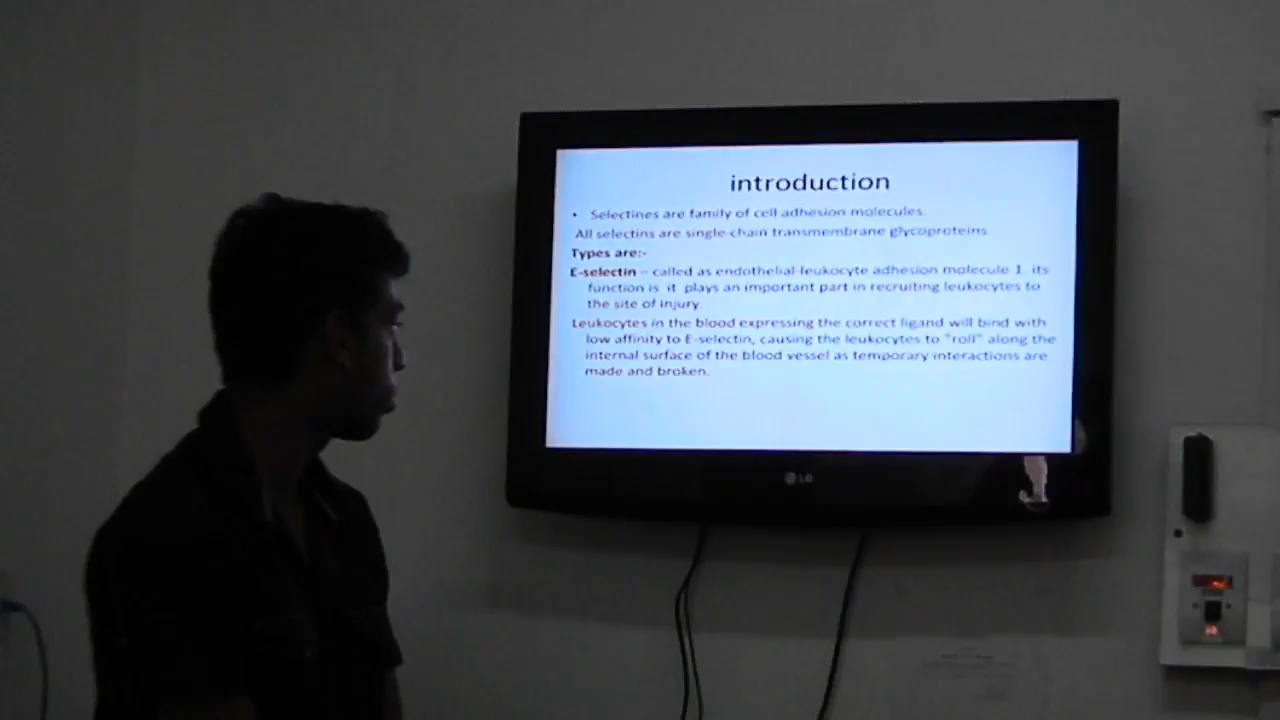 introduction
• Selectines are family of cell adhesion molecules.
All selectins are single-chain transmembrane glycoproteins.
Types are:-
E-selectin – called as endothelial-leukocyte adhesion molecule 1. its
function is it plays an important part in recruiting leukocytes to
the site of injury.
Leukocytes in the blood expressing the correct ligand will bind with
low affinity to E-selectin, causing the leukocytes to "roll" along the
internal surface of the blood vessel as temporary interactions are
made and broken.
LG